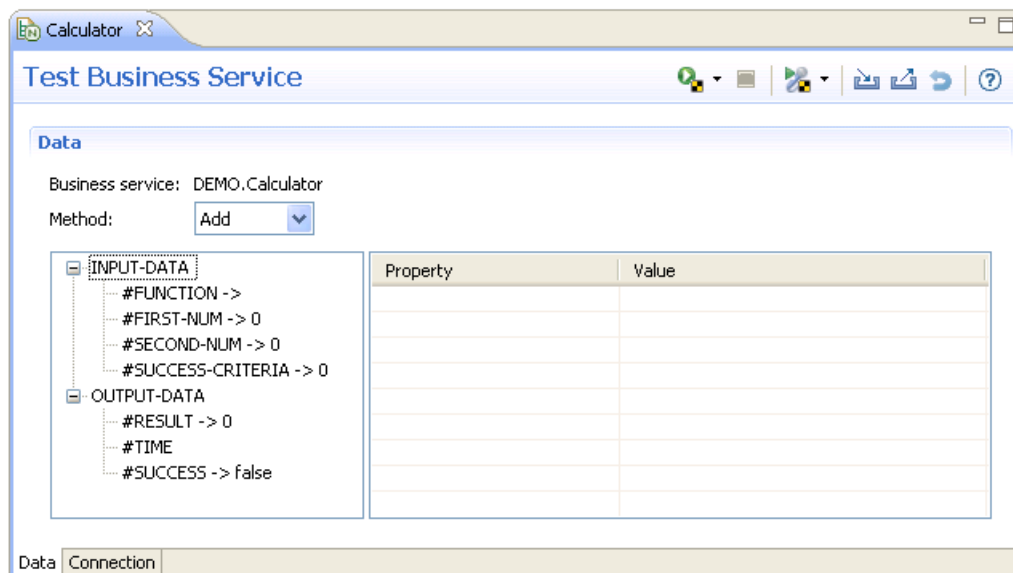 Calculator
Test Business Service
Data
Business service: DEMO.Calculator
Method: Add
Property Value
INPUT-DATA
#FUNCTION ->
#FIRST-NUM -> 0
#SECOND-NUM -> 0
#SUCCESS-CRITERIA -> 0
OUTPUT-DATA
#RESULT -> 0
#TIME
#SUCCESS -> false
Data Connection